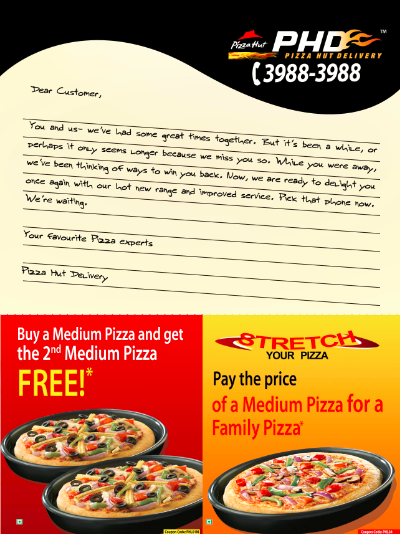 Pizza Hut PHD TM
PIZZA HUT DELIVERY
3988-3988
Dear Customer,
You and us- we've had some great times together. But it's been a while, or
perhaps it only seems longer because we miss you so. While you were away,
we've been thinking of ways to win you back. Now, we are ready to delight you
once again with our hot new range and improved service. Pick that phone now.
We're waiting.
Your favourite Pizza experts
Pizza Hut Delivery
Buy a Medium Pizza and get
the 2nd Medium Pizza
FREE!*
STRETCH
YOUR PIZZA
Pay the price
of a Medium Pizza for a
Family Pizza*
Coupon Code:
Coupon Code: